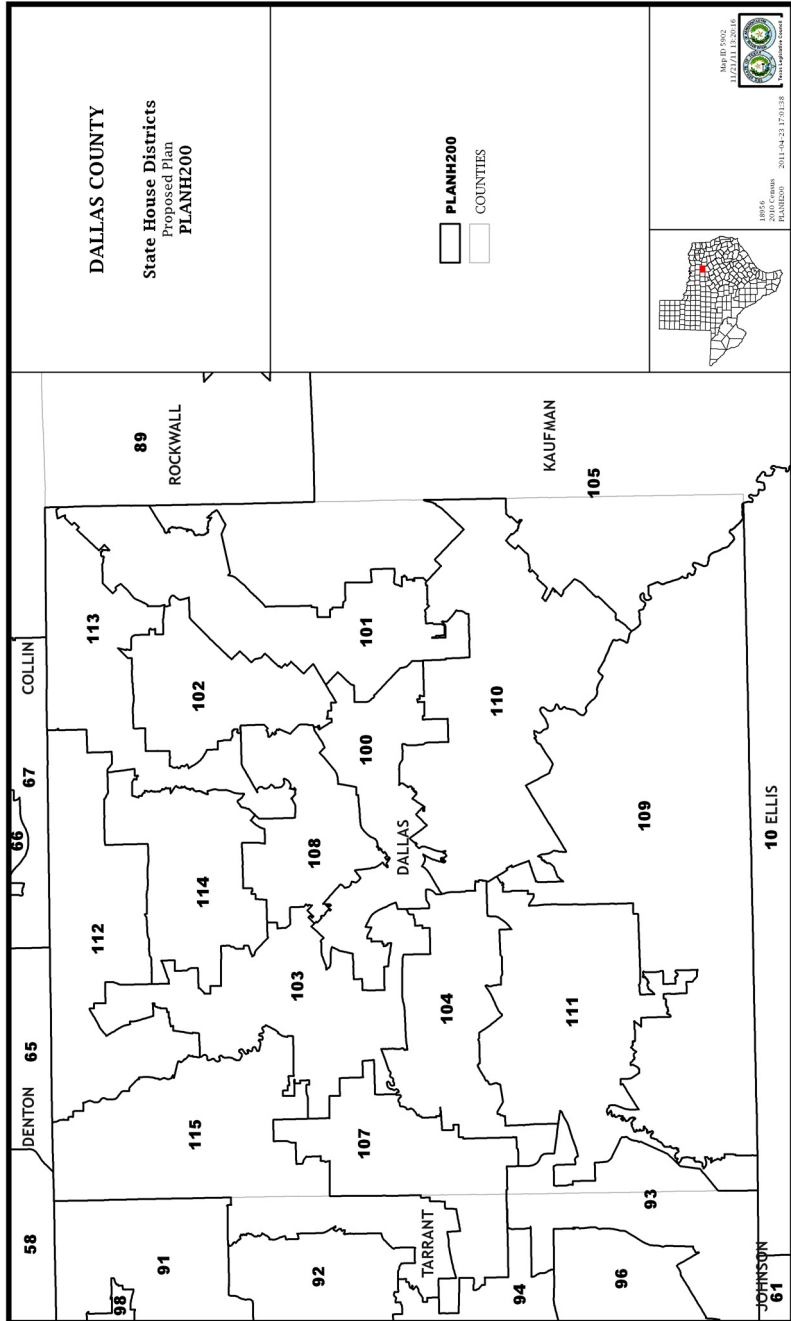 DALLAS COUNTY
State House Districts
Proposed Plan
PLANH200
PLANH200
COUNTIES
Map ID 5902
11/21/11 13:20:16
Texas Legislative Council
18956
2010 Census
PLANH200
2011-04-23 17:01:38
58
DENTON
65
66
67
COLLIN
98
91
115
112
114
113
102
89
ROCKWALL
92
TARRANT
107
103
108
100
101
DALLAS
104
94
96
93
111
110
109
KAUFMAN
105
JOHNSON
61
10 ELLIS